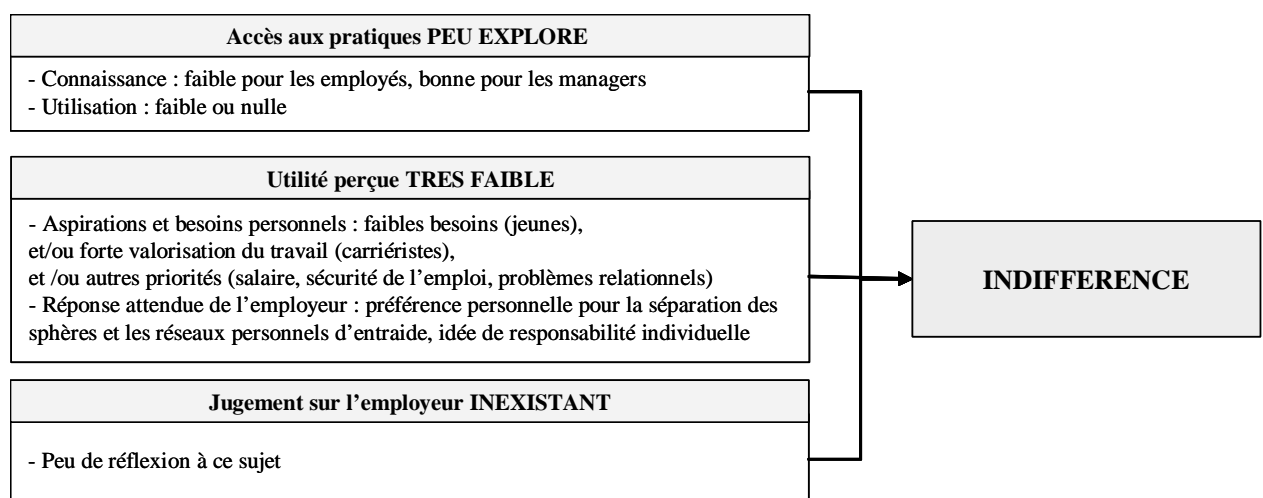 Accès aux pratiques PEU EXPLORE
- Connaissance : faible pour les employés, bonne pour les managers
- Utilisation : faible ou nulle
Utilité perçue TRES FAIBLE
- Aspirations et besoins personnels : faibles besoins (jeunes),
et/ou forte valorisation du travail (carriéristes),
et /ou autres priorités (salaire, sécurité de l’emploi, problèmes relationnels)
- Réponse attendue de l’employeur : préférence personnelle pour la séparation des
sphères et les réseaux personnels d’entraide, idée de responsabilité individuelle
Jugement sur l’employeur INEXISTANT
- Peu de réflexion à ce sujet
INDIFFERENCE